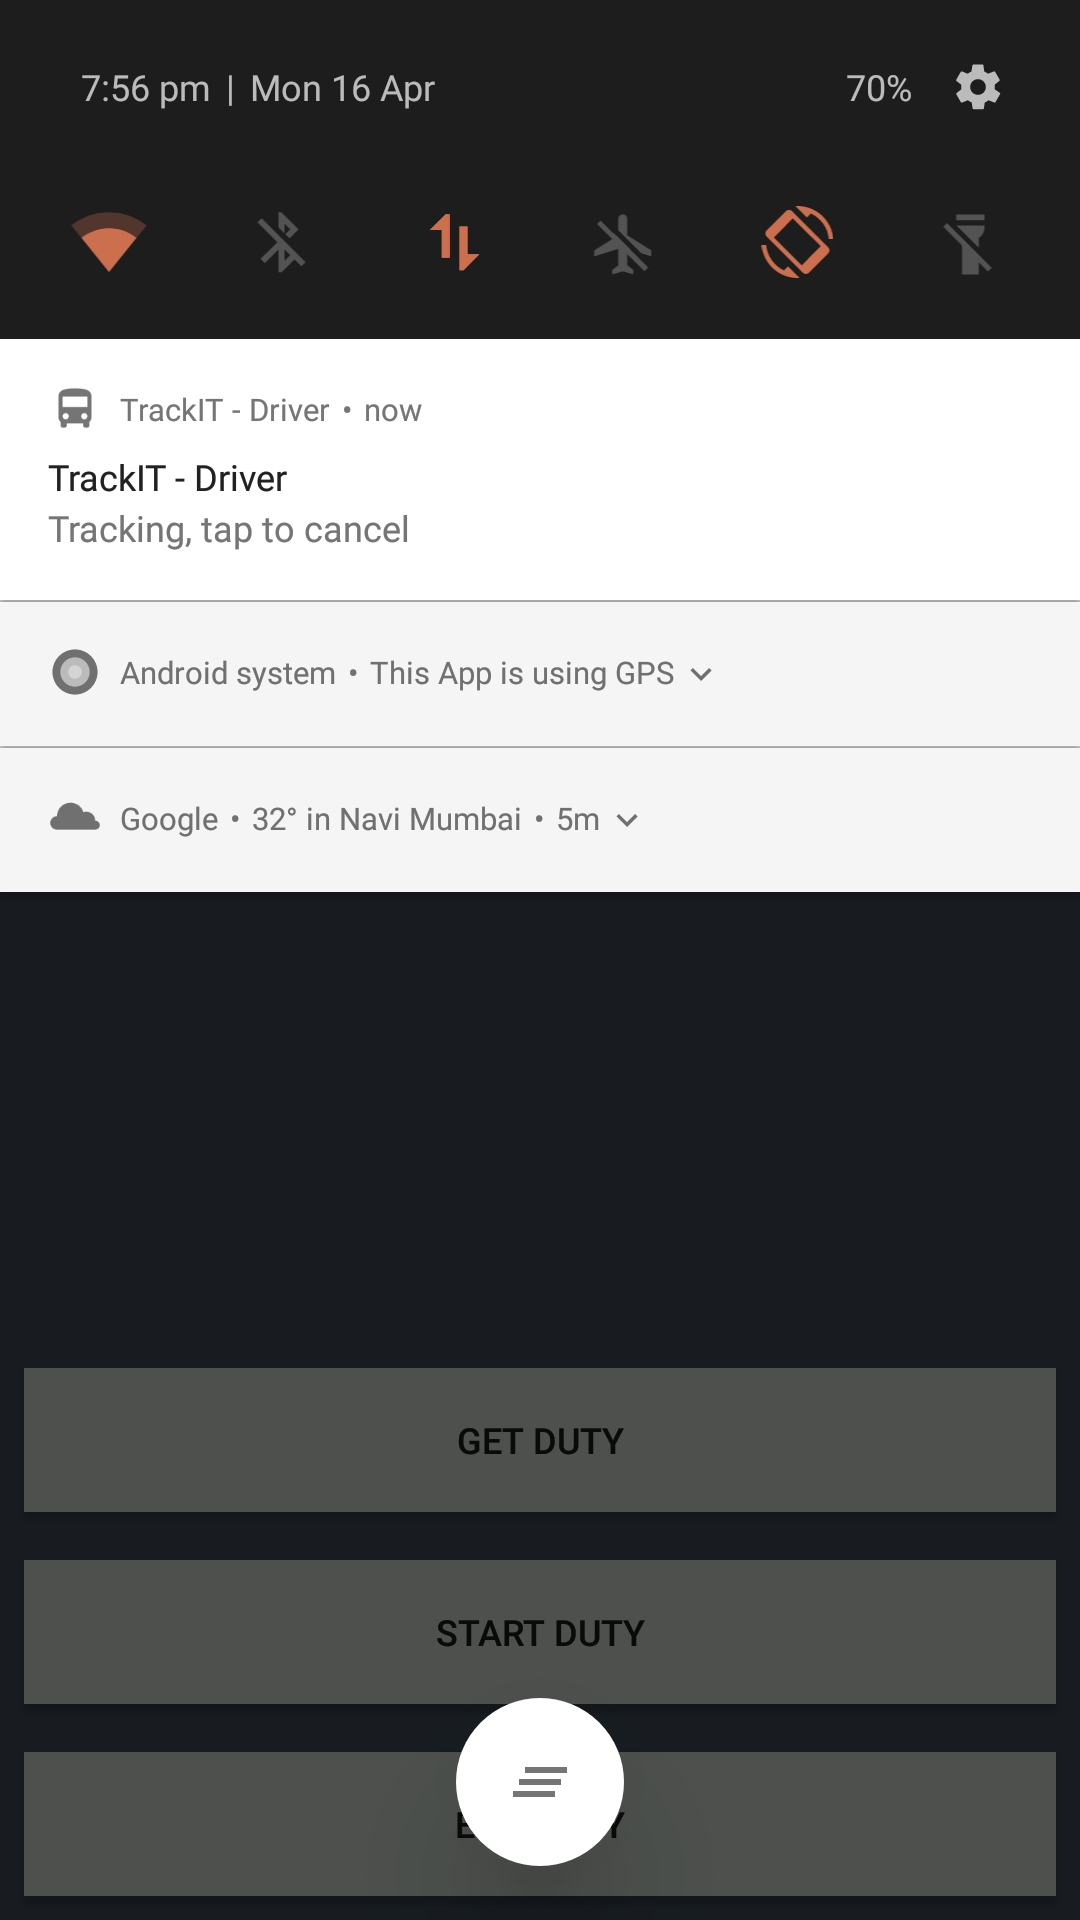 7:56 pm | Mon 16 Apr 70%
TrackIT - Driver • now
TrackIT - Driver
Tracking, tap to cancel
Android system • This App is using GPS
Google • 32° in Navi Mumbai • 5m
GET DUTY
START DUTY